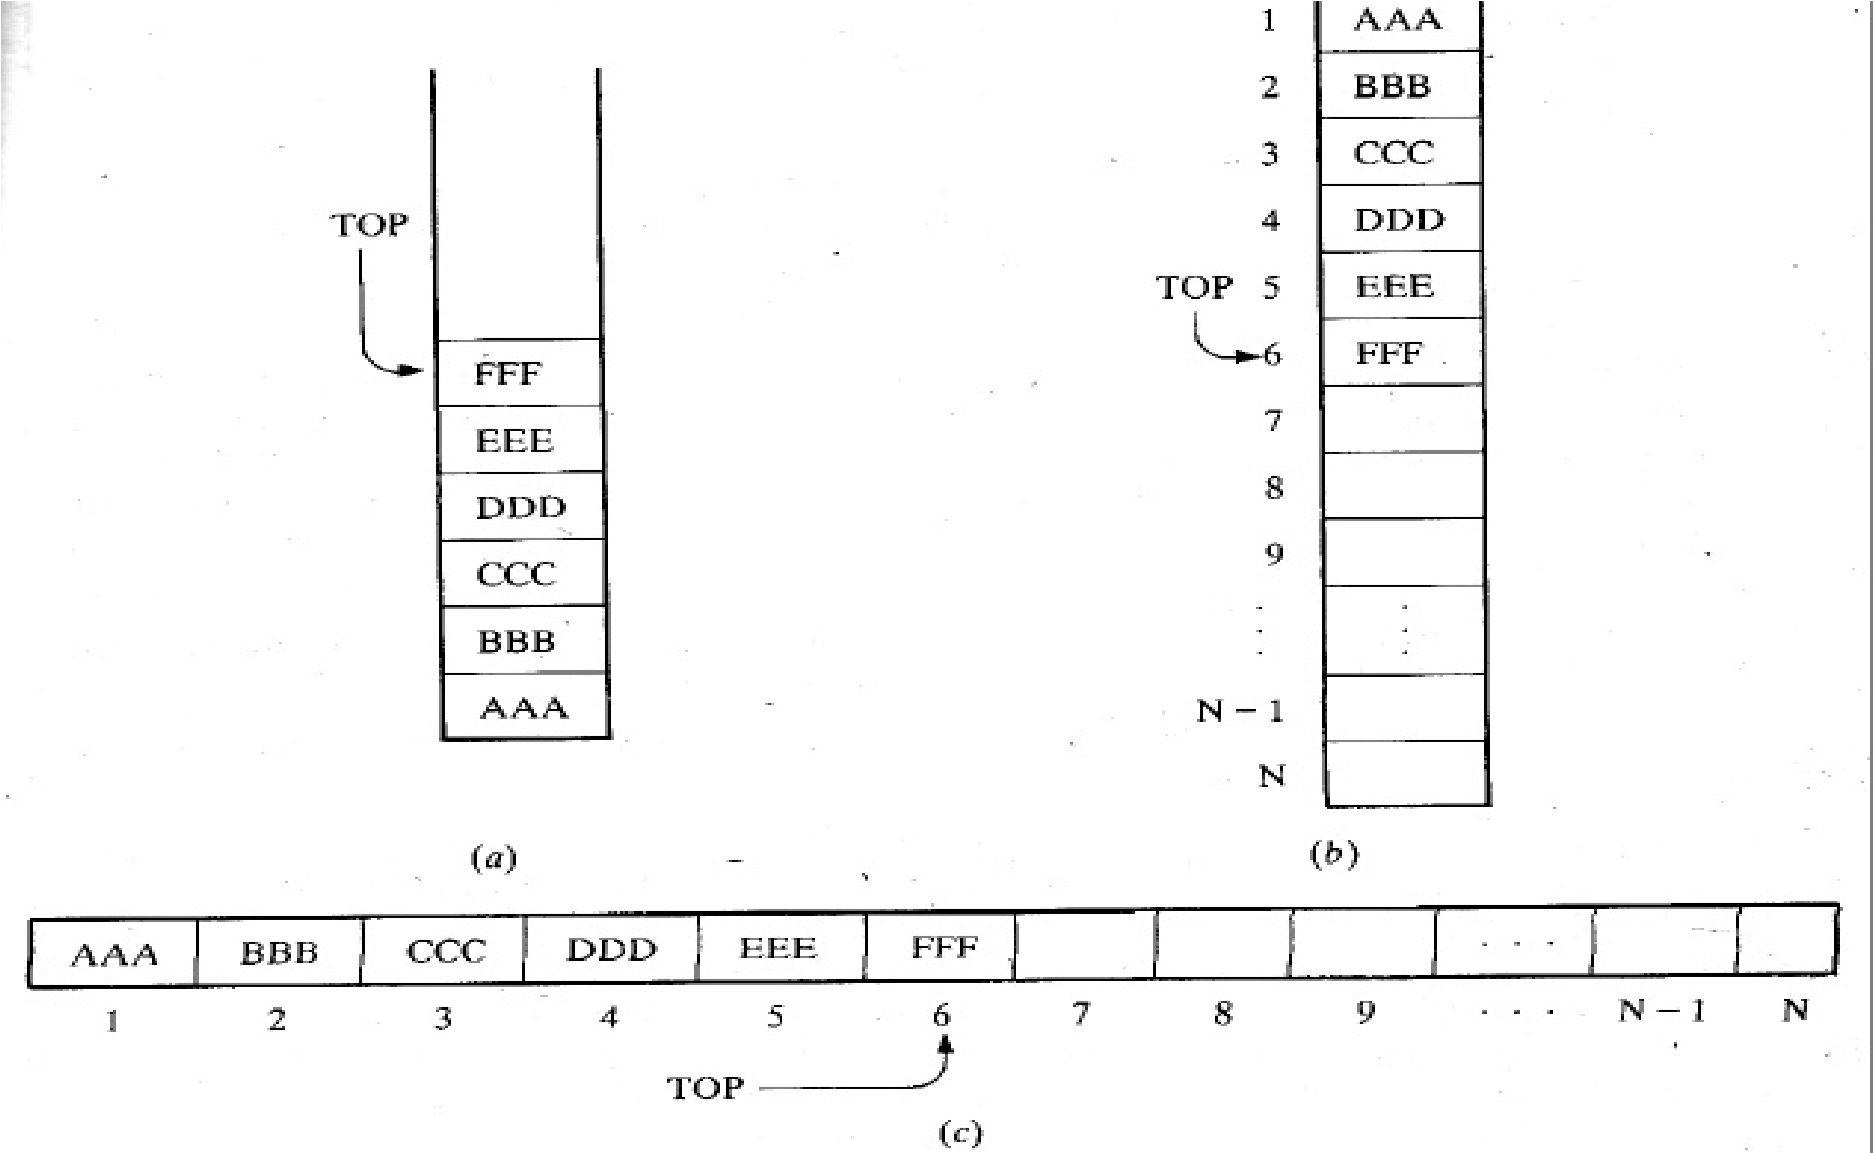 TOP
FFF
EEE
DDD
CCC
BBB
AAA
(a)
1 AAA
2 BBB
3 CCC
4 DDD
TOP 5 EEE
6 FFF
7
8
9
. .
. .
. .
N − 1
N
(b)
AAA BBB CCC DDD EEE FFF . . .
1 2 3 4 5 6 7 8 9 . . . N − 1 N
TOP
(c)